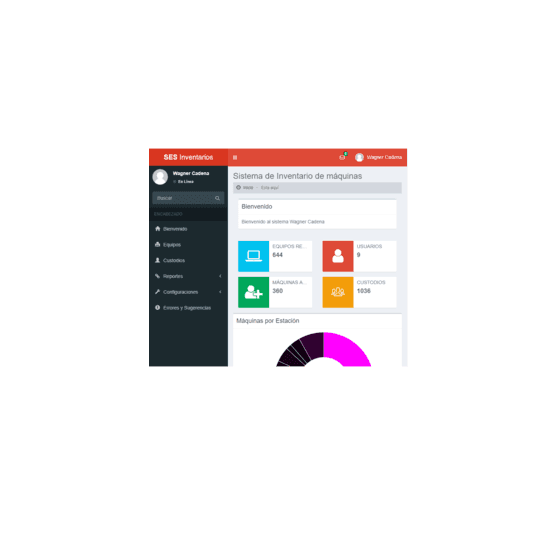 SES Inventarios
Wagner Cadena
Wagner Cadena
En Línea
Buscar
Sistema de Inventario de máquinas
Inicio > Esta aquí
Bienvenido
Bienvenido al sistema Wagner Cadena
Bienvenido
Equipos
Custodios
Reportes
Configuraciones
Errores y Sugerencias
EQUIPOS RE...
644
USUARIOS
9
MÁQUINAS A...
360
CUSTODIOS
1036
Máquinas por Estación